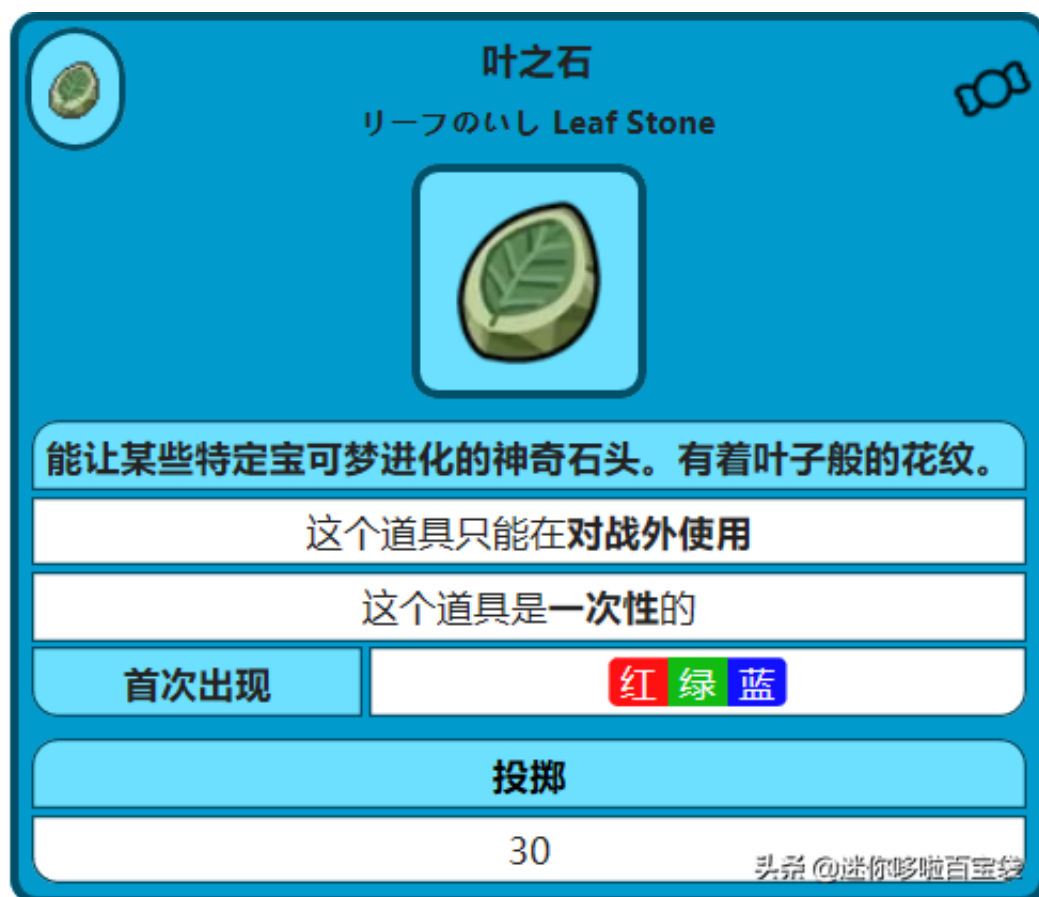 叶之石
リーフのいし Leaf Stone
能让某些特定宝可梦进化的神奇石头。有着叶子般的花纹。
这个道具只能在对战外使用
这个道具是一次性的
首次出现 红 绿 蓝
投掷
30
头条 @迷你哆啦百宝袋